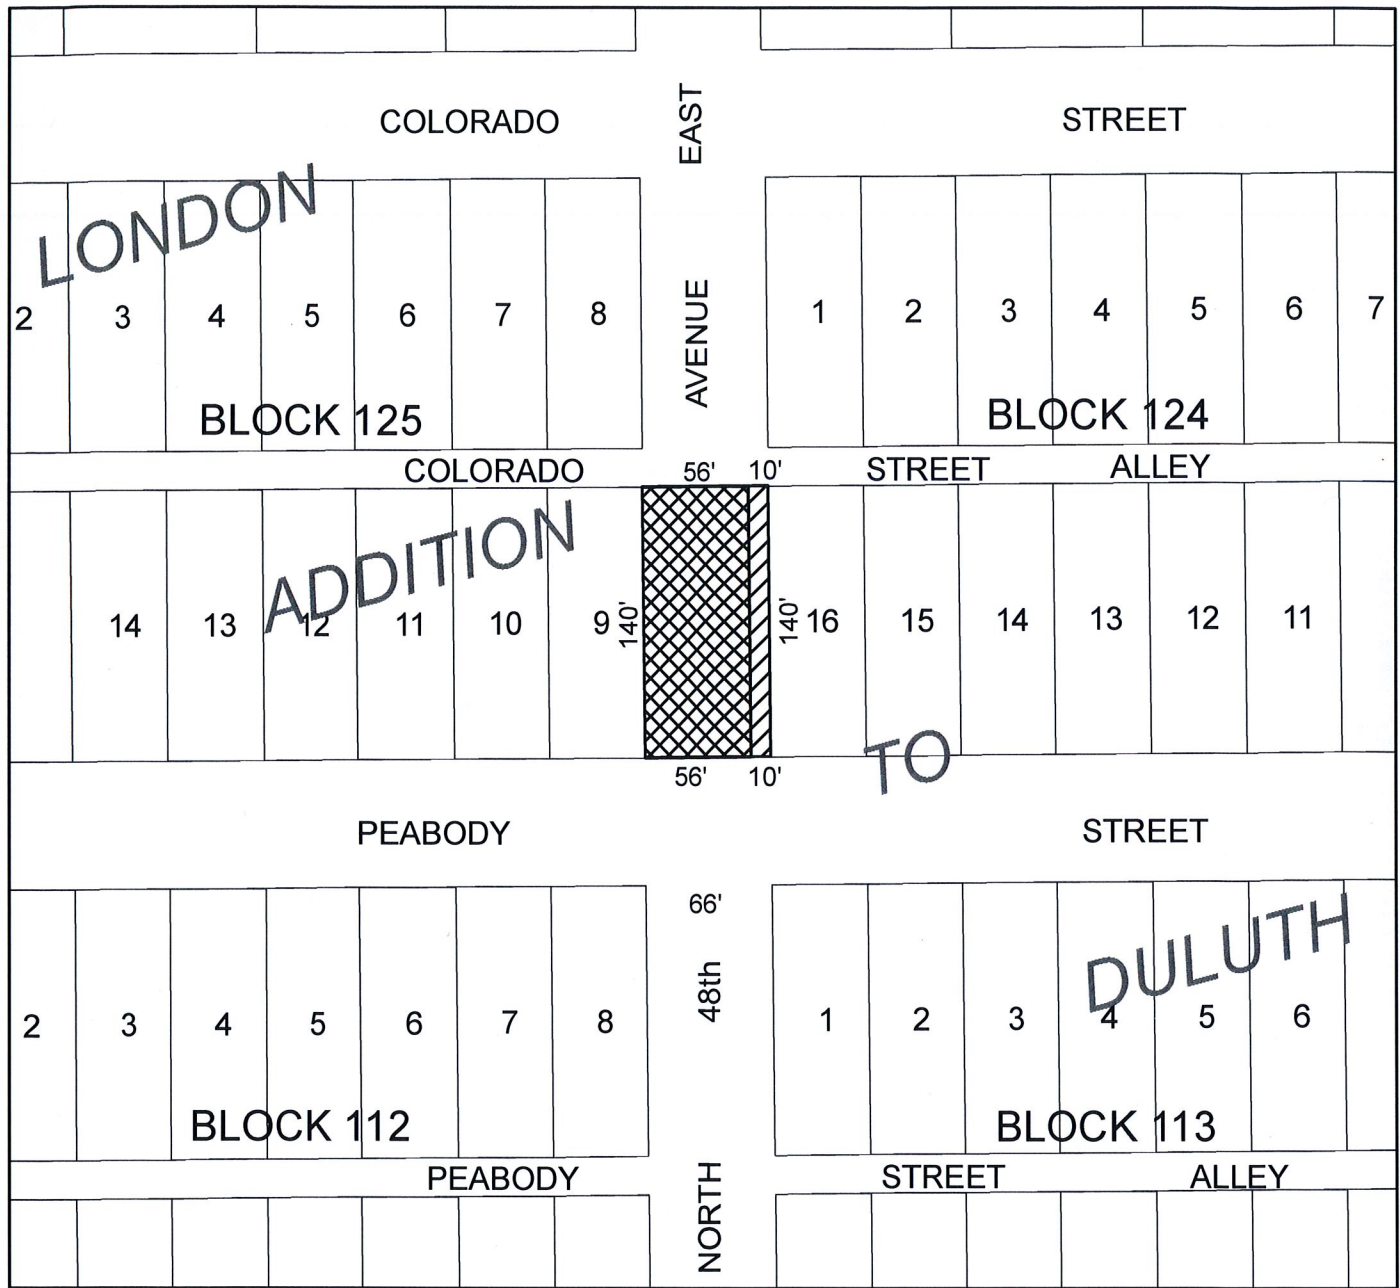 COLORADO EAST STREET
LONDON
2 3 4 5 6 7 8 AVENUE 1 2 3 4 5 6 7
BLOCK 125 BLOCK 124
COLORADO 56' 10' STREET ALLEY
ADDITION
14 13 12 11 10 9 140' 140' 16 15 14 13 12 11
TO
56' 10'
PEABODY STREET
66'
DULUTH
2 3 4 5 6 7 8 48th 1 2 3 4 5 6
BLOCK 112 BLOCK 113
PEABODY NORTH STREET ALLEY